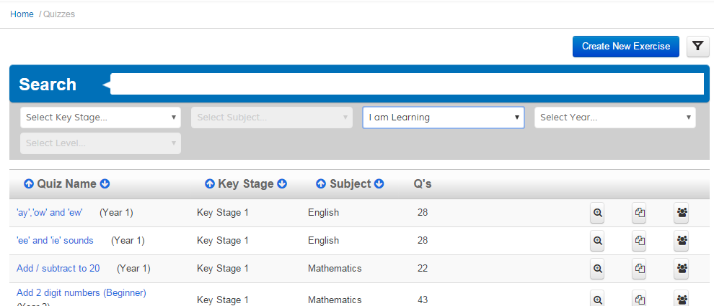 Home / Quizzes
Create New Exercise
Search
Select Key Stage... Select Subject... I am Learning Select Year...
Select Level...
Quiz Name Key Stage Subject Q's
'ay','ow' and 'ew' (Year 1) Key Stage 1 English 28
'ee' and 'ie' sounds (Year 1) Key Stage 1 English 28
Add / subtract to 20 (Year 1) Key Stage 1 Mathematics 22
Add 2 digit numbers (Beginner) Key Stage 1 Mathematics 43